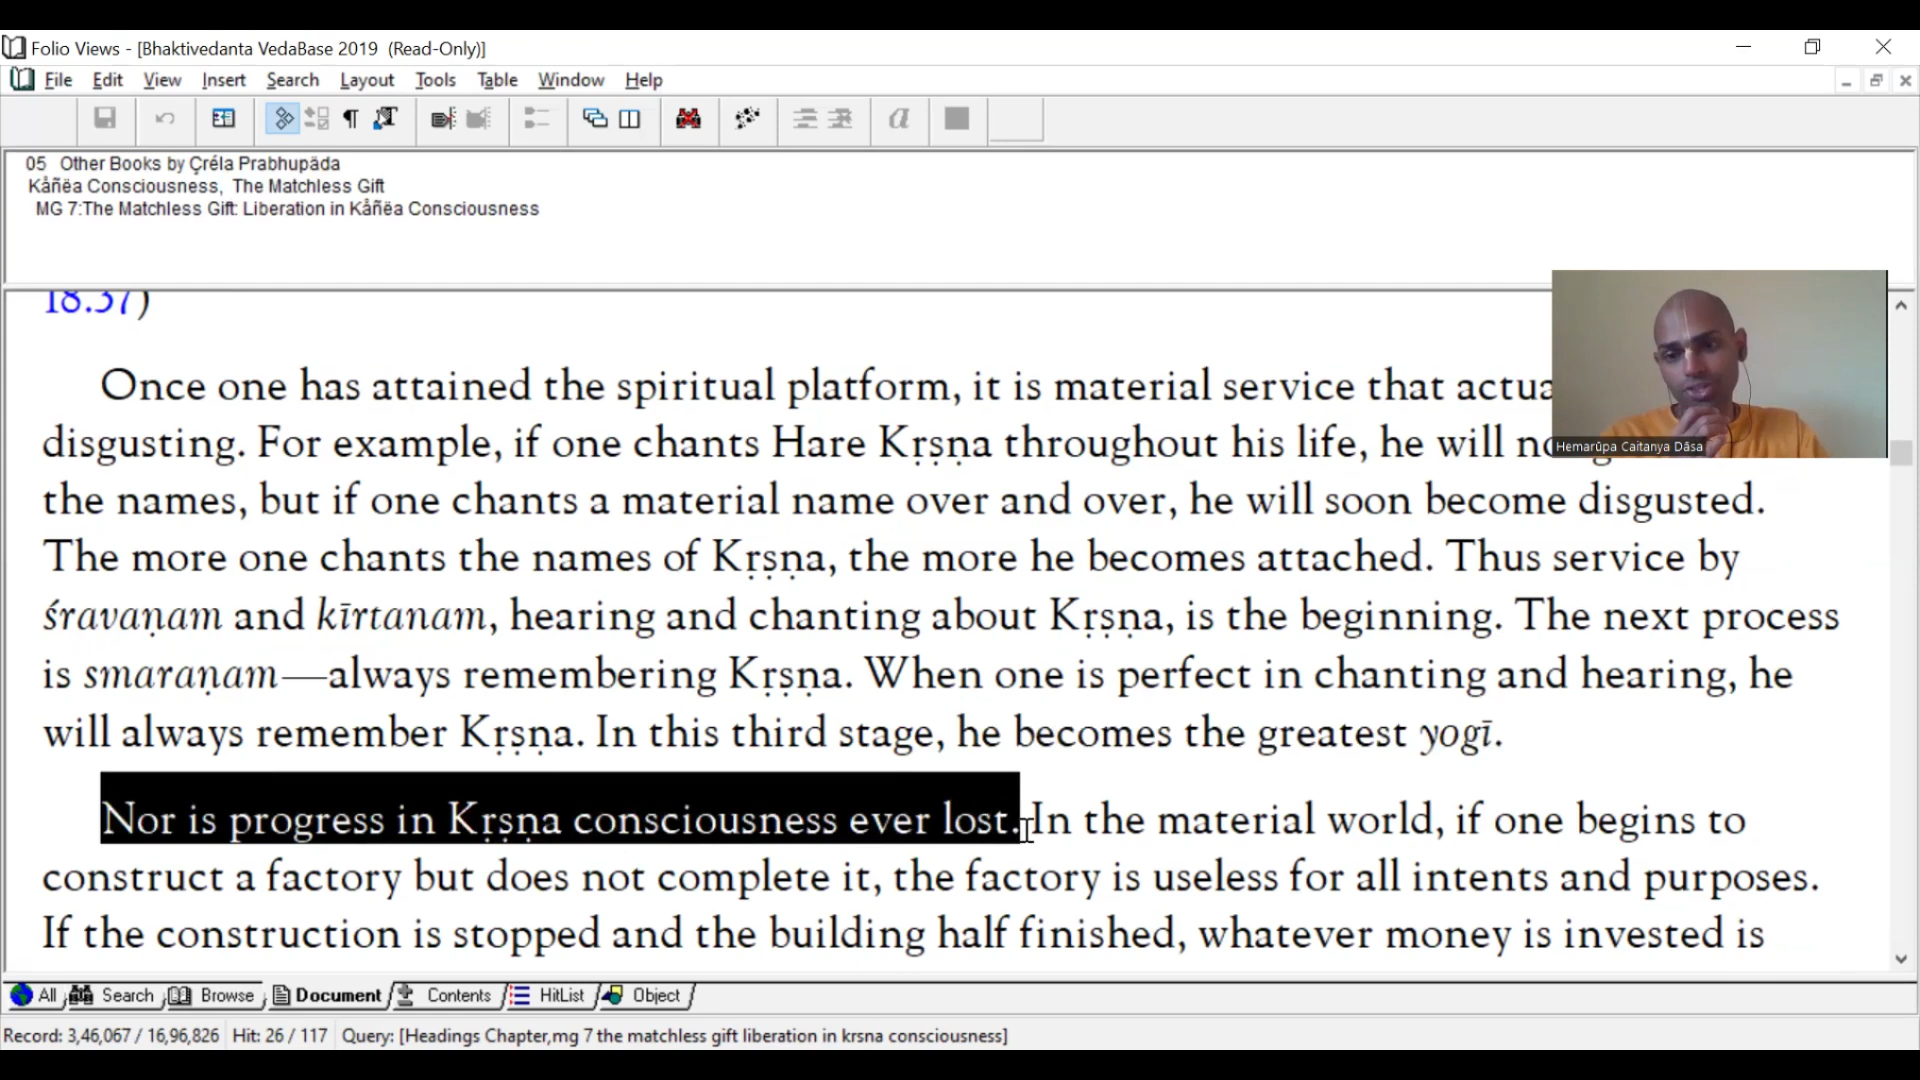 Folio Views - [Bhaktivedanta VedaBase 2019 (Read-Only)]
File Edit View Insert Search Layout Tools Table Window Help
05 Other Books by Çréla Prabhupäda
Kåñëa Consciousness, The Matchless Gift
MG 7:The Matchless Gift: Liberation in Kåñëa Consciousness
18.37)
Once one has attained the spiritual platform, it is material service that actua
disgusting. For example, if one chants Hare Kṛṣṇa throughout his life, he will no
the names, but if one chants a material name over and over, he will soon become disgusted.
The more one chants the names of Kṛṣṇa, the more he becomes attached. Thus service by
śravaṇam and kīrtanam, hearing and chanting about Kṛṣṇa, is the beginning. The next process
is smaraṇam—always remembering Kṛṣṇa. When one is perfect in chanting and hearing, he
will always remember Kṛṣṇa. In this third stage, he becomes the greatest yogī.
Nor is progress in Kṛṣṇa consciousness ever lost. In the material world, if one begins to
construct a factory but does not complete it, the factory is useless for all intents and purposes.
If the construction is stopped and the building half finished, whatever money is invested is
Hemarūpa Caitanya Dāsa
All Search Browse Document Contents HitList Object
Record: 3,46,067 / 16,96,826 Hit: 26 / 117 Query: [Headings Chapter,mg 7 the matchless gift liberation in krsna consciousness]